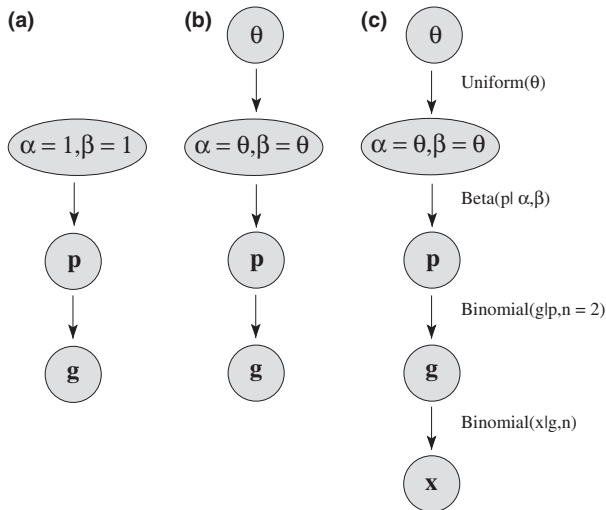 (a)
α = 1,β = 1
p
g
(b)
θ
α = θ,β = θ
p
g
(c)
θ
Uniform(θ)
α = θ,β = θ
Beta(p| α,β)
p
Binomial(g|p,n = 2)
g
Binomial(x|g,n)
x